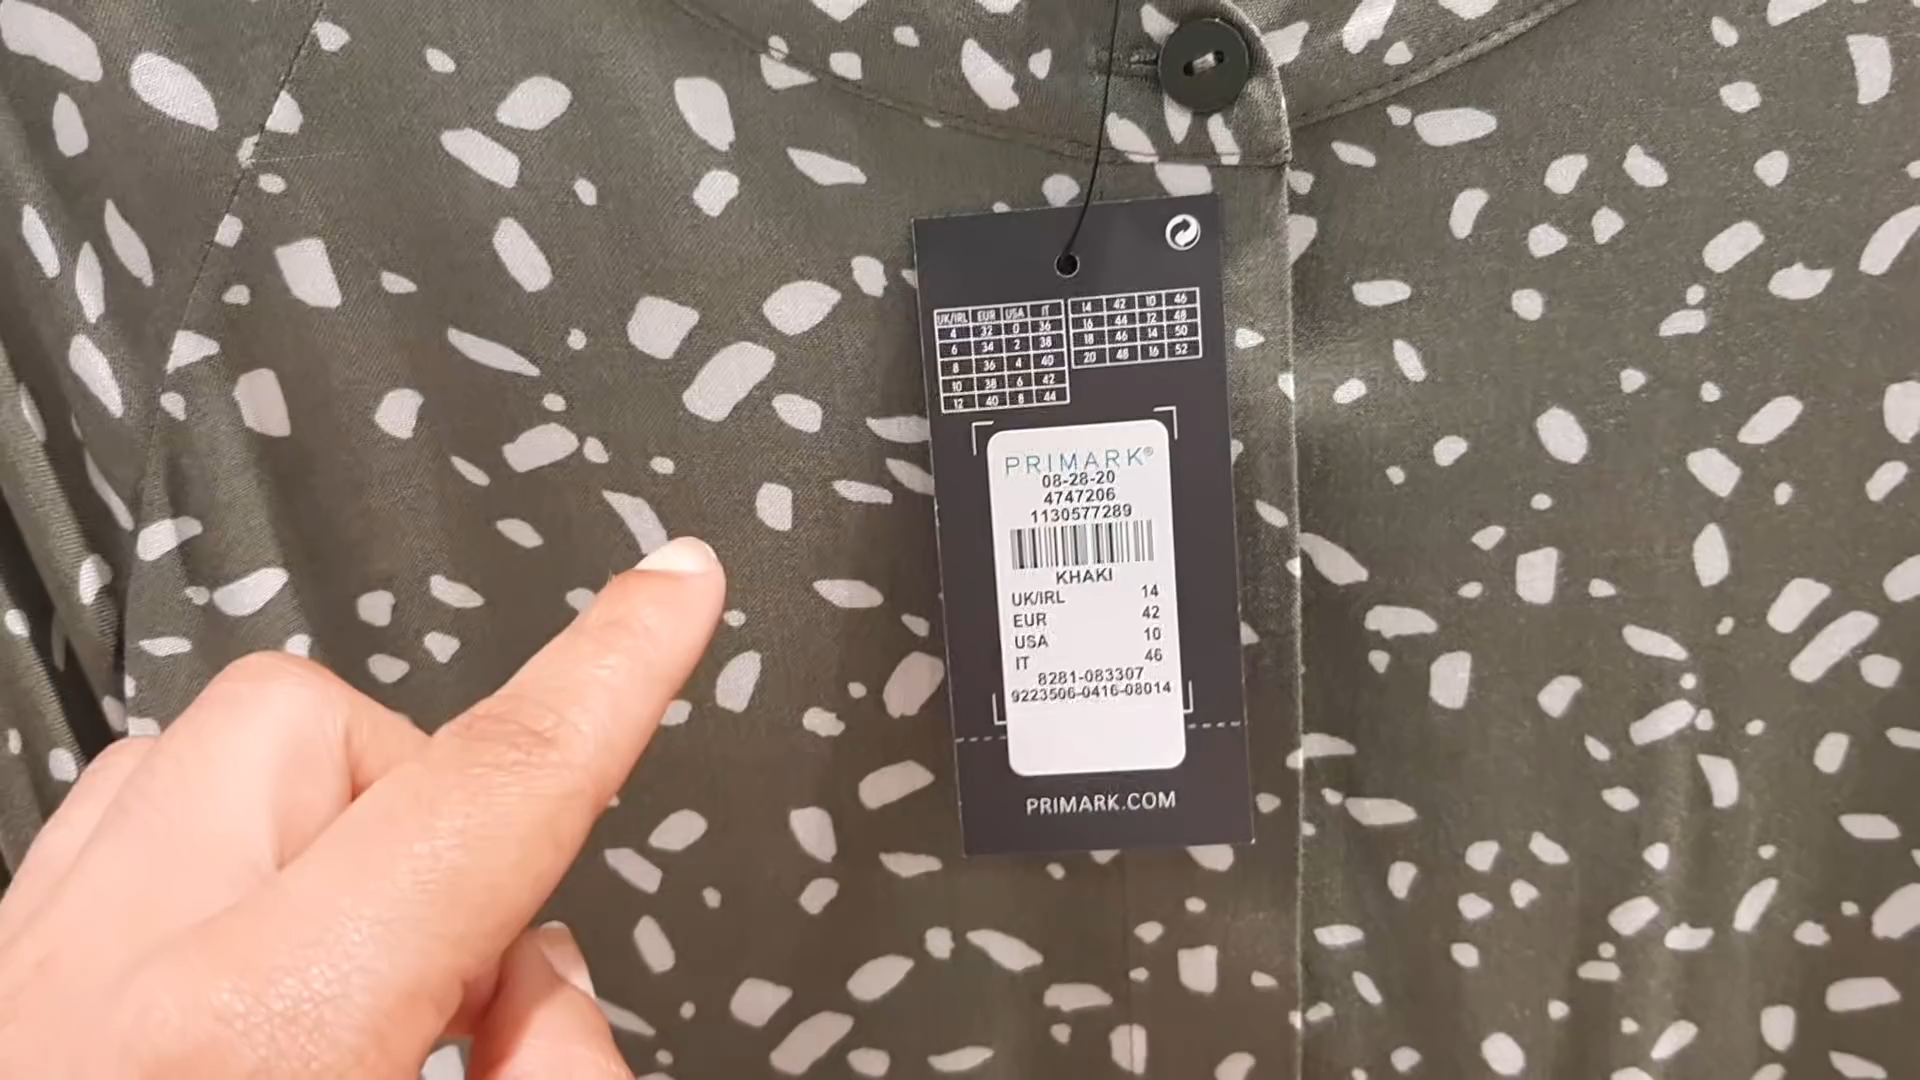 UK/IRL EUR USA IT
4 32 0 36
6 34 2 38
8 36 4 40
10 38 6 42
12 40 8 44
14 42 10 46
16 44 12 48
18 46 14 50
20 48 16 52
PRIMARK®
08-28-20
4747206
1130577289
KHAKI
UK/IRL 14
EUR 42
USA 10
IT 46
8281-083307
9223506-0416-08014
PRIMARK.COM